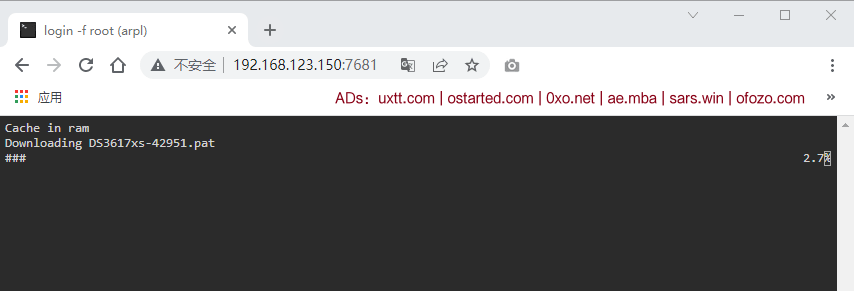 login -f root (arpl)
不安全 192.168.123.150:7681
应用
ADs：uxtt.com | ostarted.com | 0xo.net | ae.mba | sars.win | ofozo.com
Cache in ram
Downloading DS3617xs-42951.pat
### 2.7%